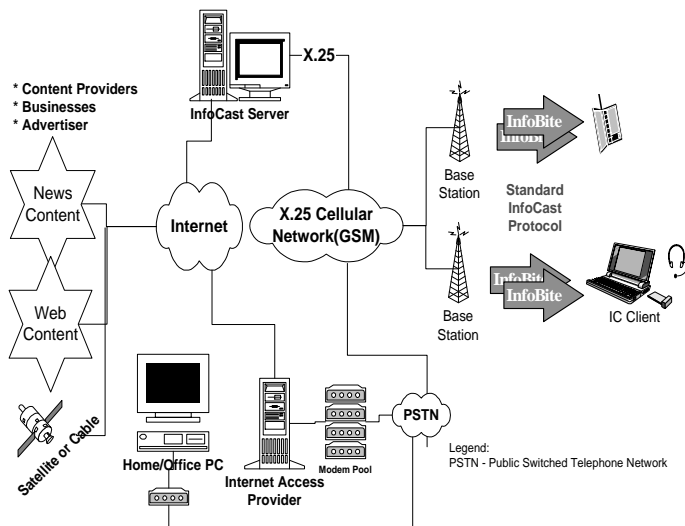 X.25
InfoCast Server
* Content Providers
* Businesses
* Advertiser
News
Content
Web
Content
Satellite or Cable
Internet
X.25 Cellular
Network(GSM)
Base
Station
InfoBite
InfoBite
Standard
InfoCast
Protocol
Base
Station
InfoBite
InfoBite
IC Client
Home/Office PC
Internet Access
Provider
Modem Pool
PSTN
Legend:
PSTN - Public Switched Telephone Network